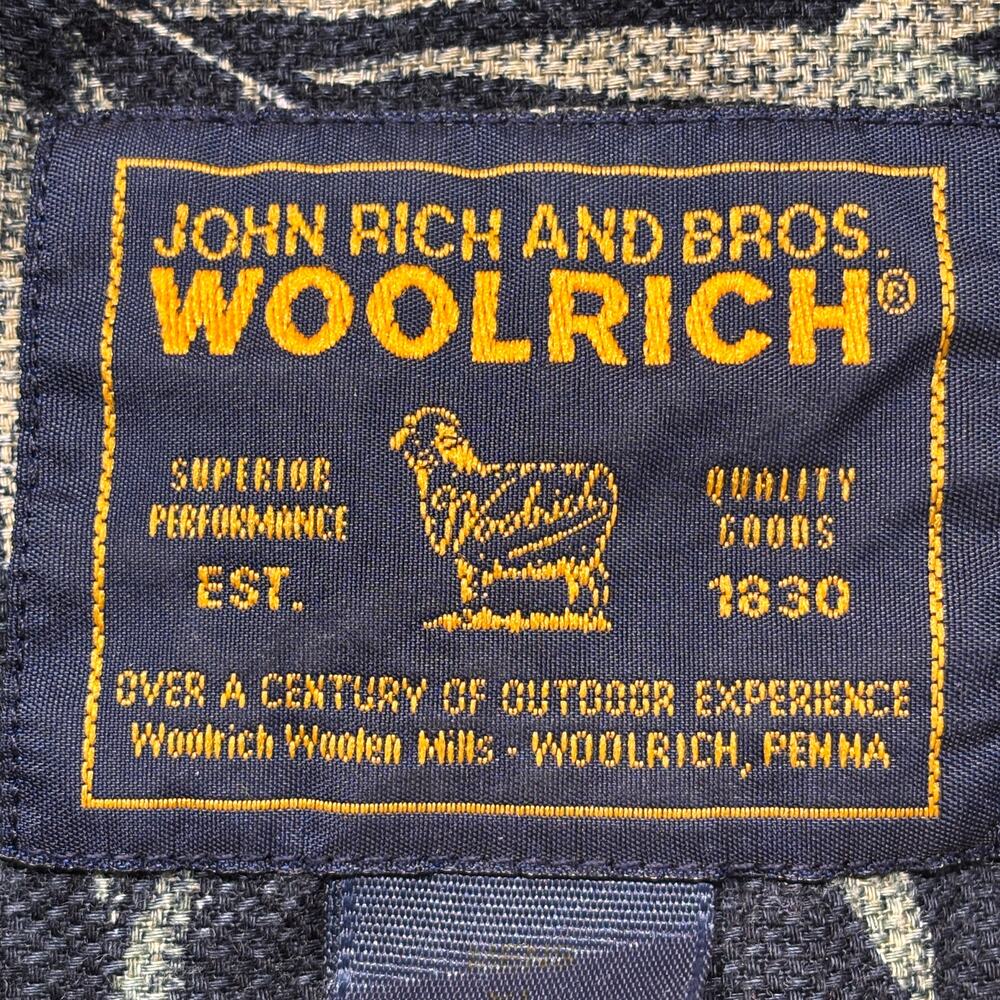 JOHN RICH AND BROS.
WOOLRICH®
SUPERIOR
PERFORMANCE
EST.
Woolrich
QUALITY
GOODS
1830
OVER A CENTURY OF OUTDOOR EXPERIENCE
Woolrich Woolen Mills - WOOLRICH, PENNA